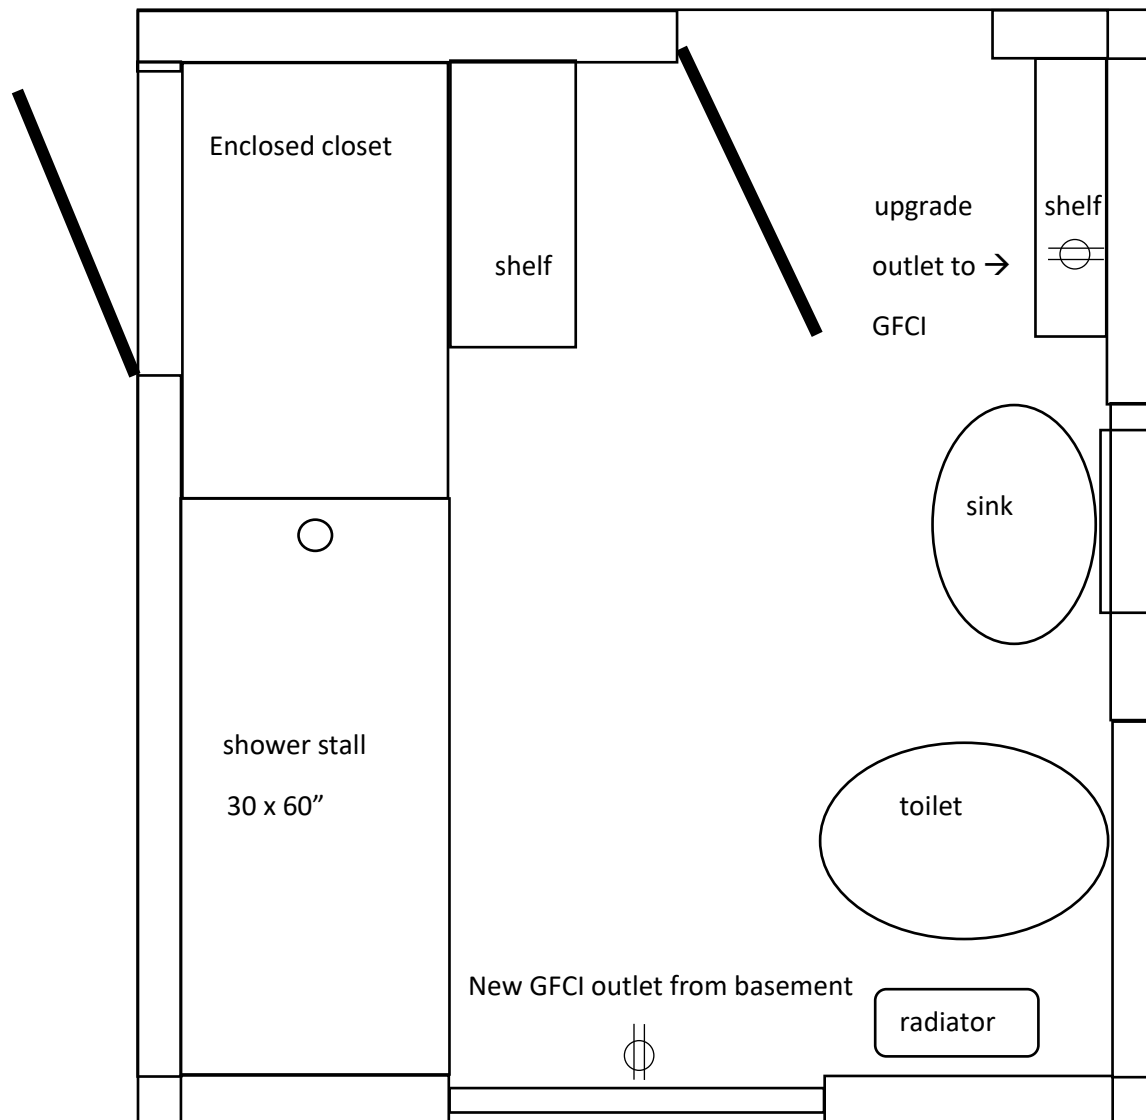 Enclosed closet
shelf
upgrade
outlet to →
GFCI
shelf
sink
shower stall
30 x 60”
toilet
New GFCI outlet from basement
radiator